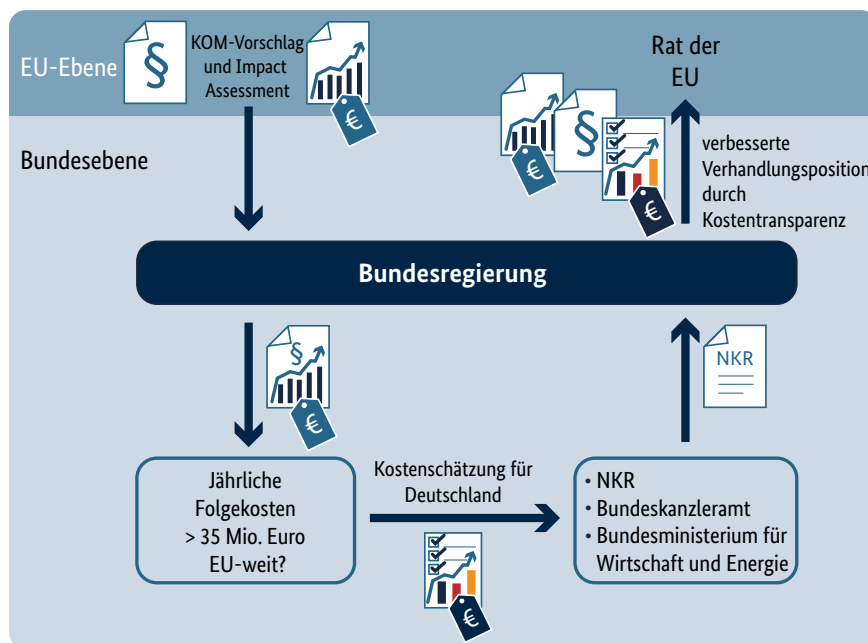 EU-Ebene
§
KOM-Vorschlag
und Impact
Assessment
€
Rat der
EU
€
§
€
verbesserte
Verhandlungsposition
durch
Kostentransparenz
Bundesebene
Bundesregierung
§
€
NKR
Jährliche
Folgekosten
> 35 Mio. Euro
EU-weit?
Kostenschätzung für
Deutschland
€
• NKR
• Bundeskanzleramt
• Bundesministerium für
Wirtschaft und Energie